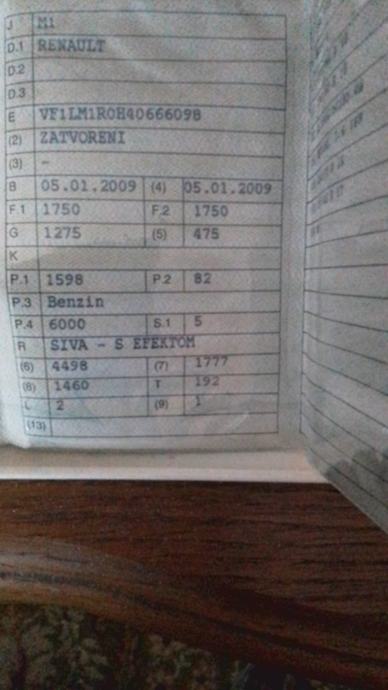 J M1
D.1 RENAULT
D.2
D.3
E VF1LM1R0H40666098
(2) ZATVORENI
(3) -
B 05.01.2009 (4) 05.01.2009
F.1 1750 F.2 1750
G 1275 (5) 475
K
P.1 1598 P.2 82
P.3 Benzin
P.4 6000 S.1 5
R SIVA - S EFEKTOM
(6) 4498 (7) 1777
(8) 1460 T 192
L 2 (9) 1
(13)